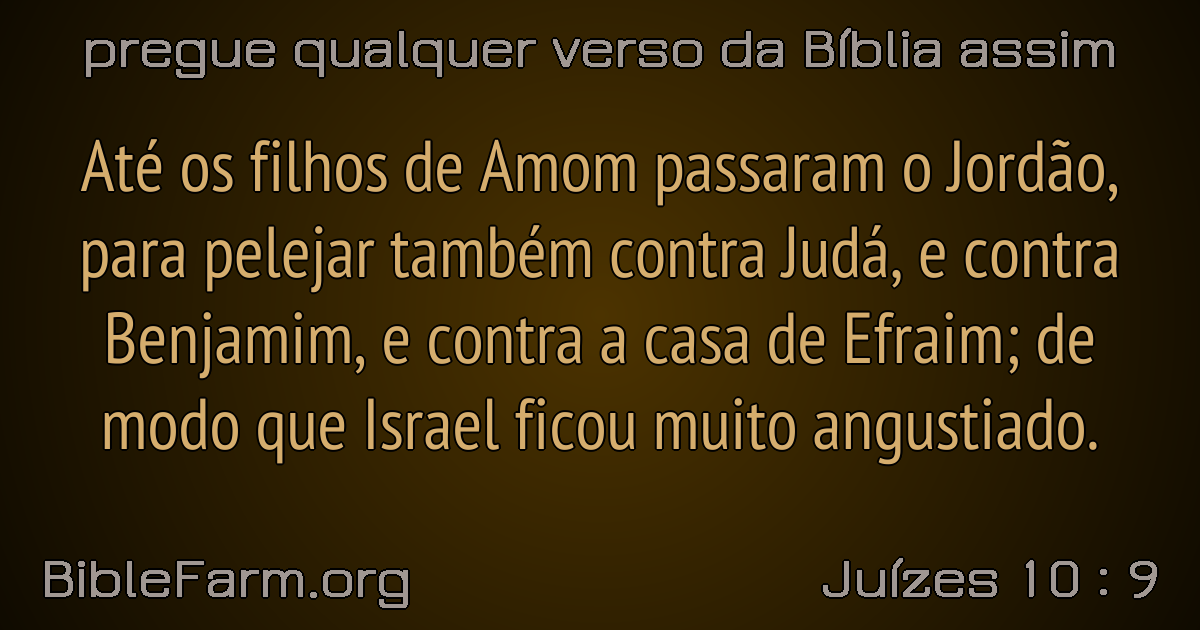 pregue qualquer verso da Bíblia assim
Até os filhos de Amom passaram o Jordão,
para pelejar também contra Judá, e contra
Benjamim, e contra a casa de Efraim; de
modo que Israel ficou muito angustiado.
BibleFarm.org
Juízes 10 : 9